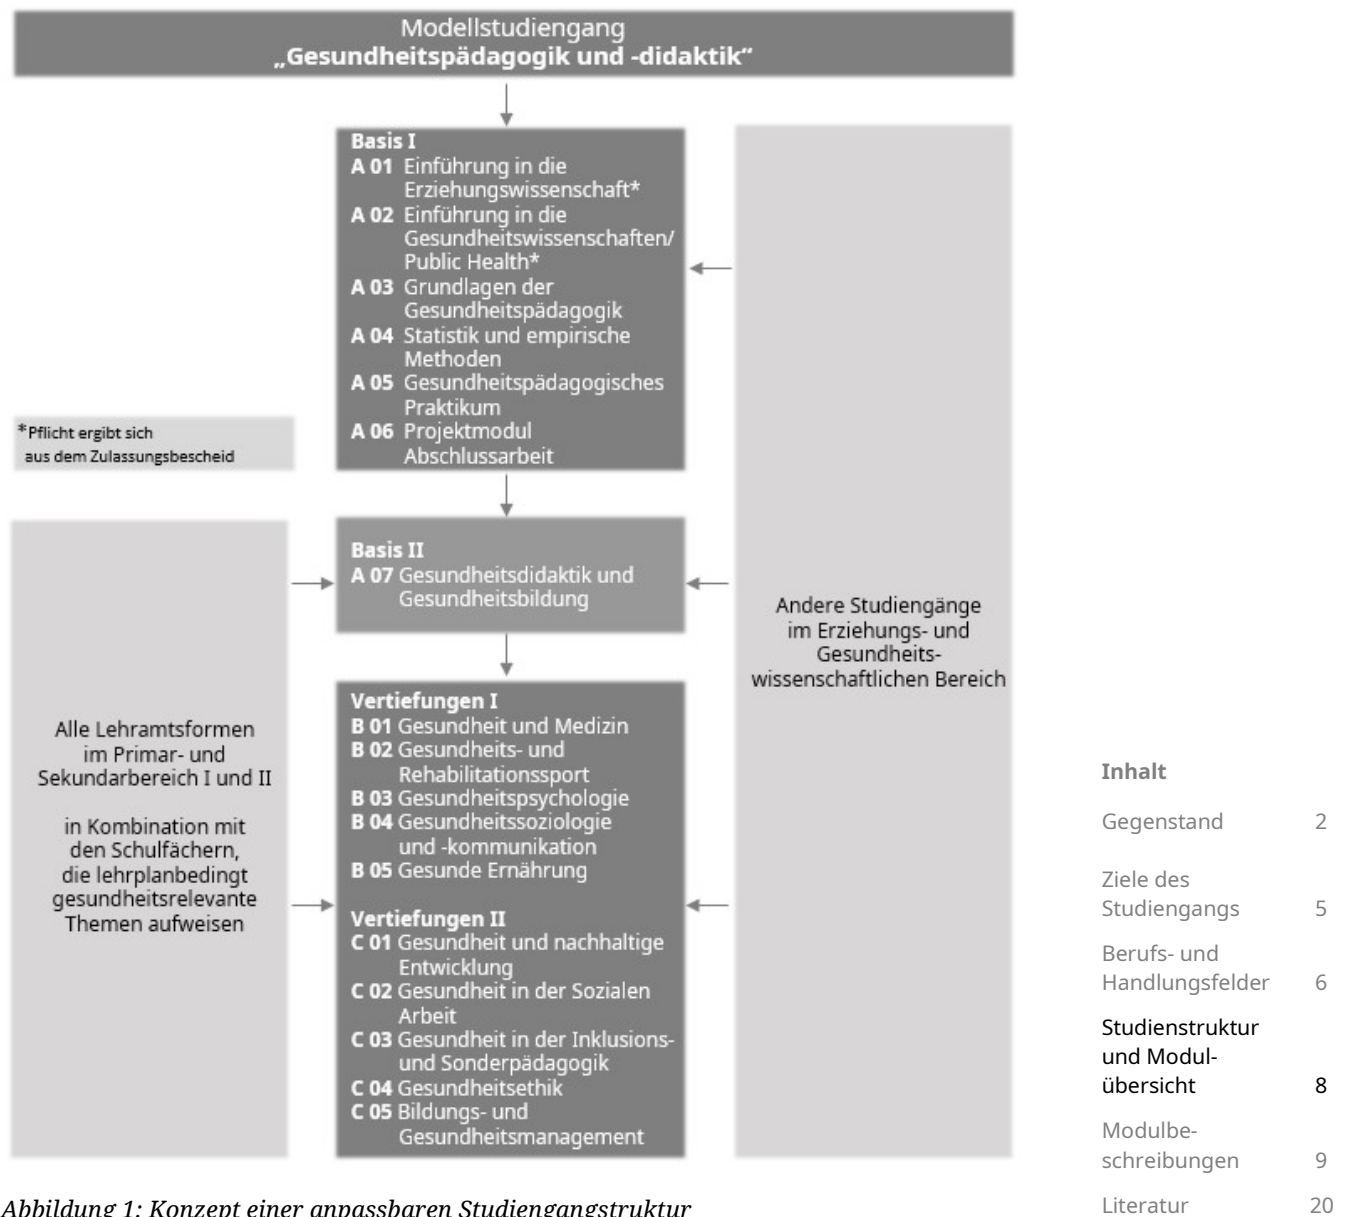 Modellstudiengang
„Gesundheitspädagogik und -didaktik“
Basis I
A 01 Einführung in die
Erziehungswissenschaft*
A 02 Einführung in die
Gesundheitswissenschaften/
Public Health*
A 03 Grundlagen der
Gesundheitspädagogik
A 04 Statistik und empirische
Methoden
A 05 Gesundheitspädagogisches
Praktikum
A 06 Projektmodul
Abschlussarbeit
*Pflicht ergibt sich
aus dem Zulassungsbescheid
Basis II
A 07 Gesundheitsdidaktik und
Gesundheitsbildung
Andere Studiengänge
im Erziehungs- und
Gesundheits-
wissenschaftlichen Bereich
Alle Lehramtsformen
im Primar- und
Sekundarbereich I und II
in Kombination mit
den Schulfächern,
die lehrplanbedingt
gesundheitsrelevante
Themen aufweisen
Vertiefungen I
B 01 Gesundheit und Medizin
B 02 Gesundheits- und
Rehabilitationssport
B 03 Gesundheitspsychologie
B 04 Gesundheitssoziologie
und -kommunikation
B 05 Gesunde Ernährung
Vertiefungen II
C 01 Gesundheit und nachhaltige
Entwicklung
C 02 Gesundheit in der Sozialen
Arbeit
C 03 Gesundheit in der Inklusions-
und Sonderpädagogik
C 04 Gesundheitsethik
C 05 Bildungs- und
Gesundheitsmanagement
Abbildung 1: Konzept einer anpassbaren Studiengangstruktur
Inhalt
Gegenstand 2
Ziele des
Studiengangs 5
Berufs- und
Handlungsfelder 6
Studienstruktur
und Modul-
übersicht 8
Modulbe-
schreibungen 9
Literatur 20